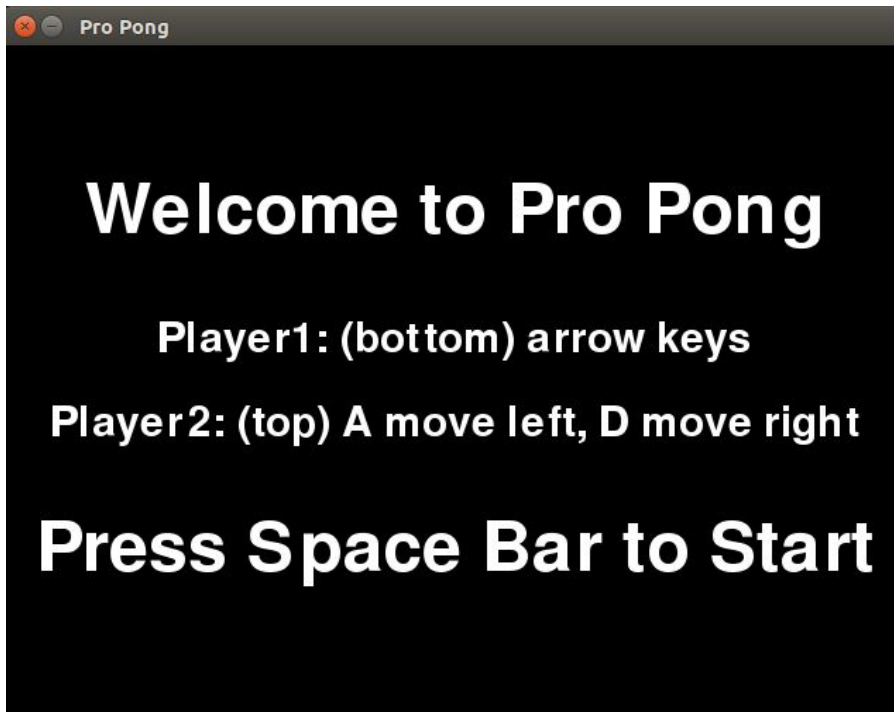 Pro Pong
Welcome to Pro Pong
Player1: (bottom) arrow keys
Player2: (top) A move left, D move right
Press Space Bar to Start